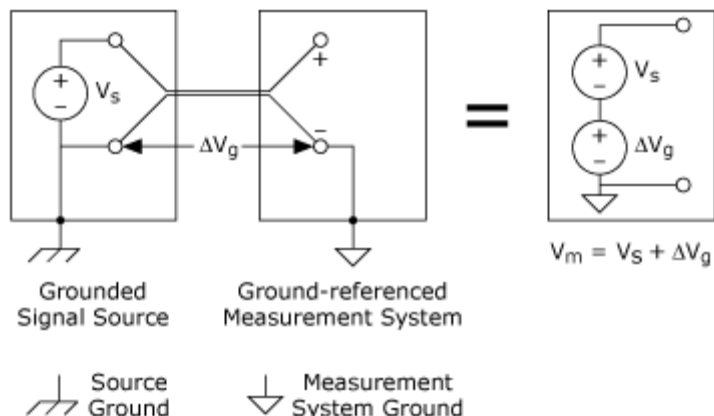 +
−
Vs
+
−
ΔVg
=
+
−
Vs
+
−
ΔVg
Vm = VS + ΔVg
Grounded
Signal Source
Ground-referenced
Measurement System
Source
Ground
Measurement
System Ground